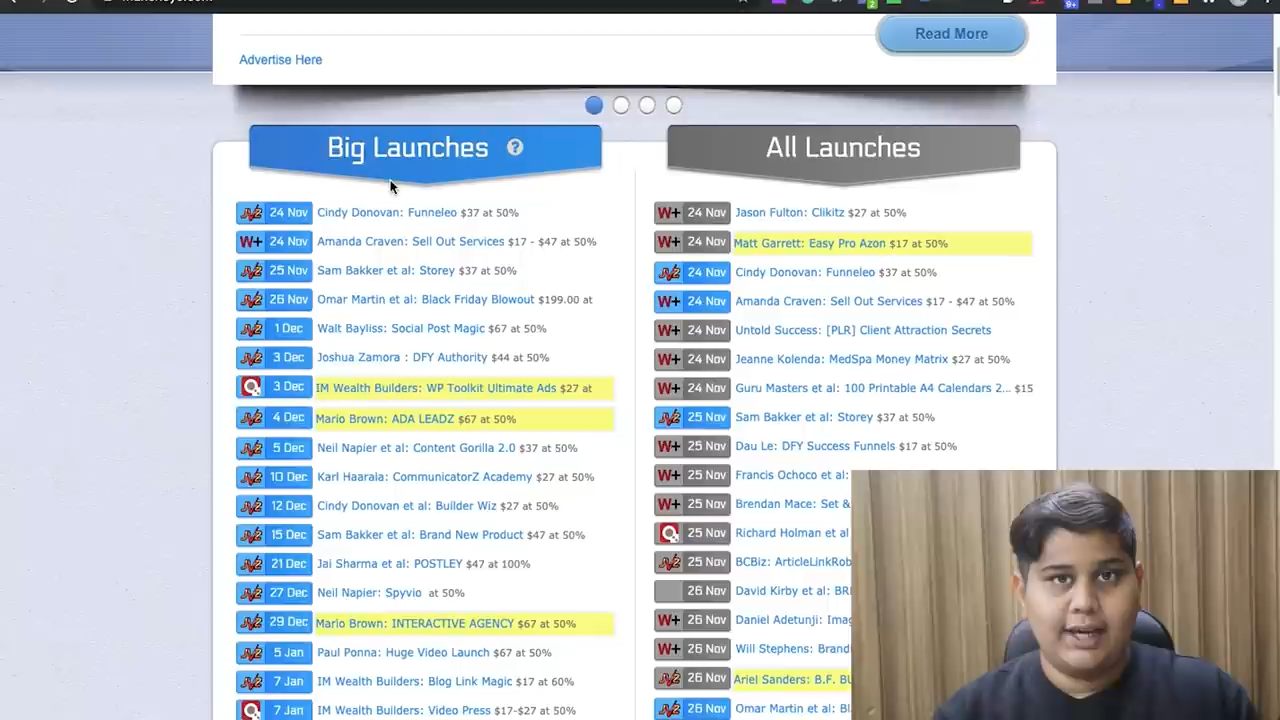 Read More
Advertise Here
Big Launches ?
24 Nov Cindy Donovan: Funneleo $37 at 50%
W+ 24 Nov Amanda Craven: Sell Out Services $17 - $47 at 50%
25 Nov Sam Bakker et al: Storey $37 at 50%
26 Nov Omar Martin et al: Black Friday Blowout $199.00 at
1 Dec Walt Bayliss: Social Post Magic $67 at 50%
3 Dec Joshua Zamora : DFY Authority $44 at 50%
3 Dec IM Wealth Builders: WP Toolkit Ultimate Ads $27 at
4 Dec Mario Brown: ADA LEADZ $67 at 50%
5 Dec Neil Napier et al: Content Gorilla 2.0 $37 at 50%
10 Dec Karl Haarala: CommunicatorZ Academy $27 at 50%
12 Dec Cindy Donovan et al: Builder Wiz $27 at 50%
15 Dec Sam Bakker et al: Brand New Product $47 at 50%
21 Dec Jai Sharma et al: POSTLEY $47 at 100%
27 Dec Neil Napier: Spyvio at 50%
29 Dec Mario Brown: INTERACTIVE AGENCY $67 at 50%
5 Jan Paul Ponna: Huge Video Launch $67 at 50%
7 Jan IM Wealth Builders: Blog Link Magic $17 at 60%
7 Jan IM Wealth Builders: Video Press $17-$27 at 50%
All Launches
W+ 24 Nov Jason Fulton: Clikitz $27 at 50%
W+ 24 Nov Matt Garrett: Easy Pro Azon $17 at 50%
24 Nov Cindy Donovan: Funneleo $37 at 50%
W+ 24 Nov Amanda Craven: Sell Out Services $17 - $47 at 50%
W+ 24 Nov Untold Success: [PLR] Client Attraction Secrets
W+ 24 Nov Jeanne Kolenda: MedSpa Money Matrix $27 at 50%
W+ 24 Nov Guru Masters et al: 100 Printable A4 Calendars 2... $15
25 Nov Sam Bakker et al: Storey $37 at 50%
W+ 25 Nov Dau Le: DFY Success Funnels $17 at 50%
W+ 25 Nov Francis Ochoco et al:
W+ 25 Nov Brendan Mace: Set &
25 Nov Richard Holman et al
25 Nov BCBiz: ArticleLinkRob
26 Nov David Kirby et al:
W+ 26 Nov Daniel Adetunji:
W+ 26 Nov Will Stephens:
26 Nov Ariel Sanders: B.F.
26 Nov Omar Martin et al: